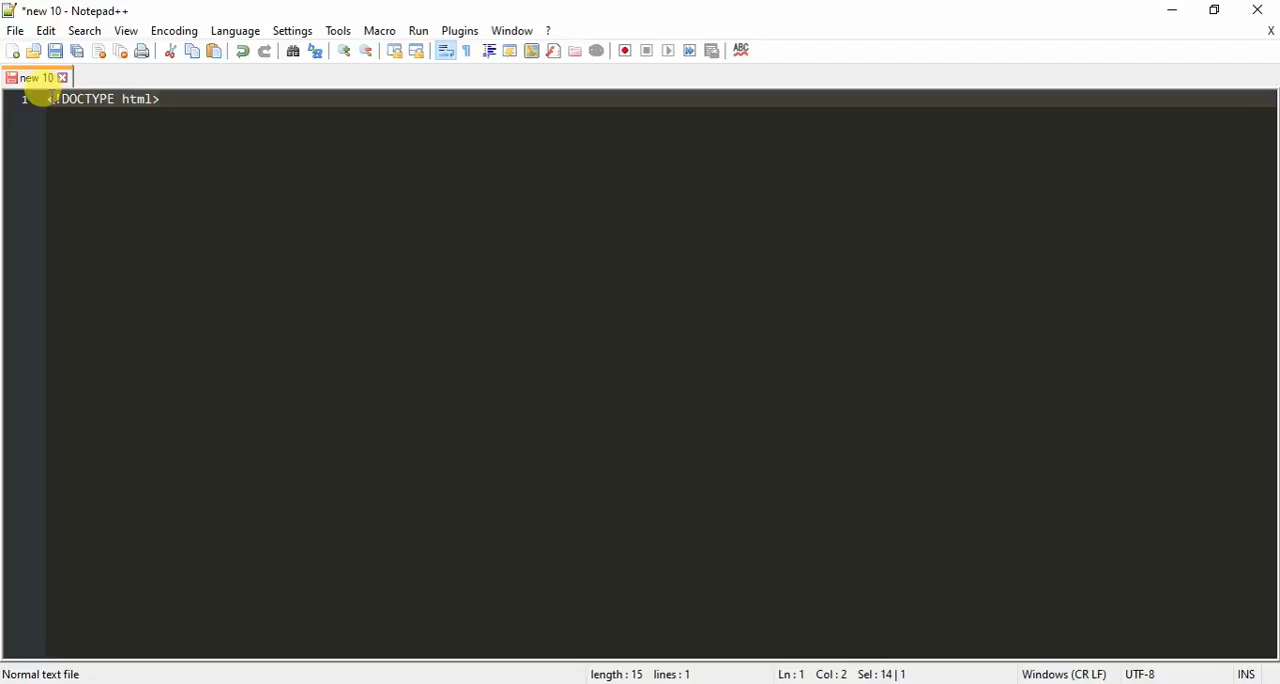 *new 10 - Notepad++
File Edit Search View Encoding Language Settings Tools Macro Run Plugins Window ? X
ABC
new 10
1 <!DOCTYPE html>
Normal text file length : 15 lines : 1 Ln : 1 Col : 2 Sel : 14 | 1 Windows (CR LF) UTF-8 INS